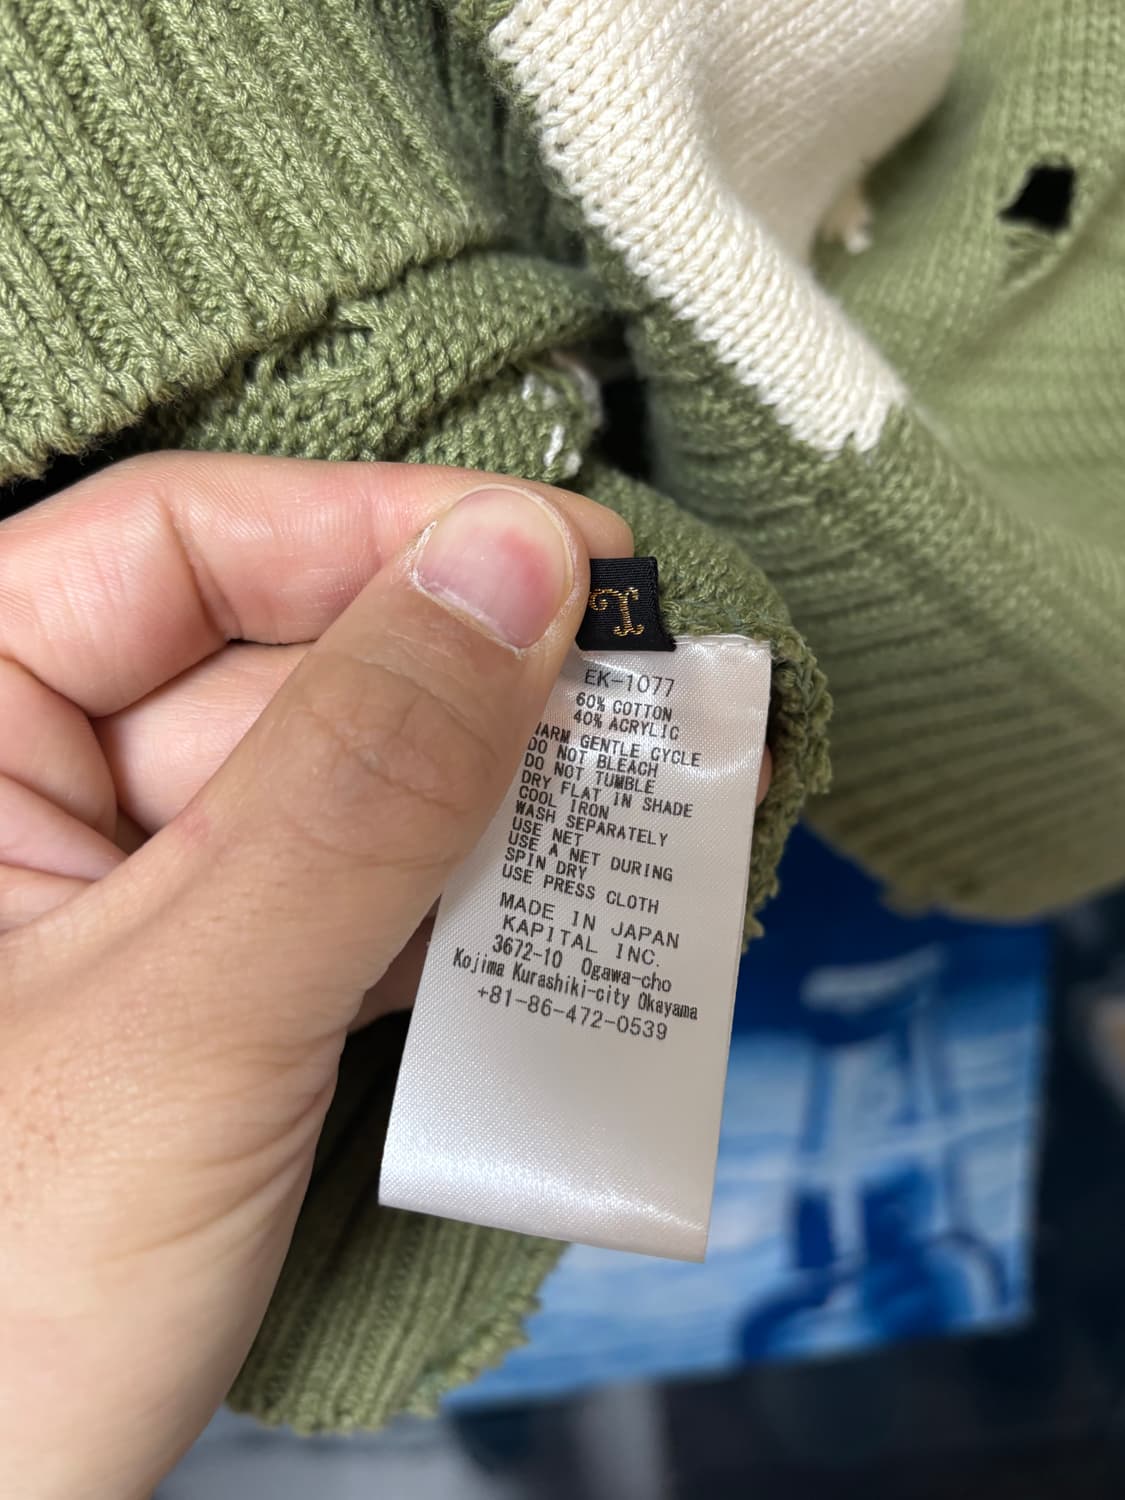 I
EK-1077
60% COTTON
40% ACRYLIC
WARM GENTLE CYCLE
DO NOT BLEACH
DO NOT TUMBLE
DRY FLAT IN SHADE
COOL IRON
WASH SEPARATELY
USE NET
USE A NET DURING
SPIN DRY
USE PRESS CLOTH
MADE IN JAPAN
KAPITAL INC.
3672-10 Ogawa-cho
Kojima Kurashiki-city Okayama
+81-86-472-0539